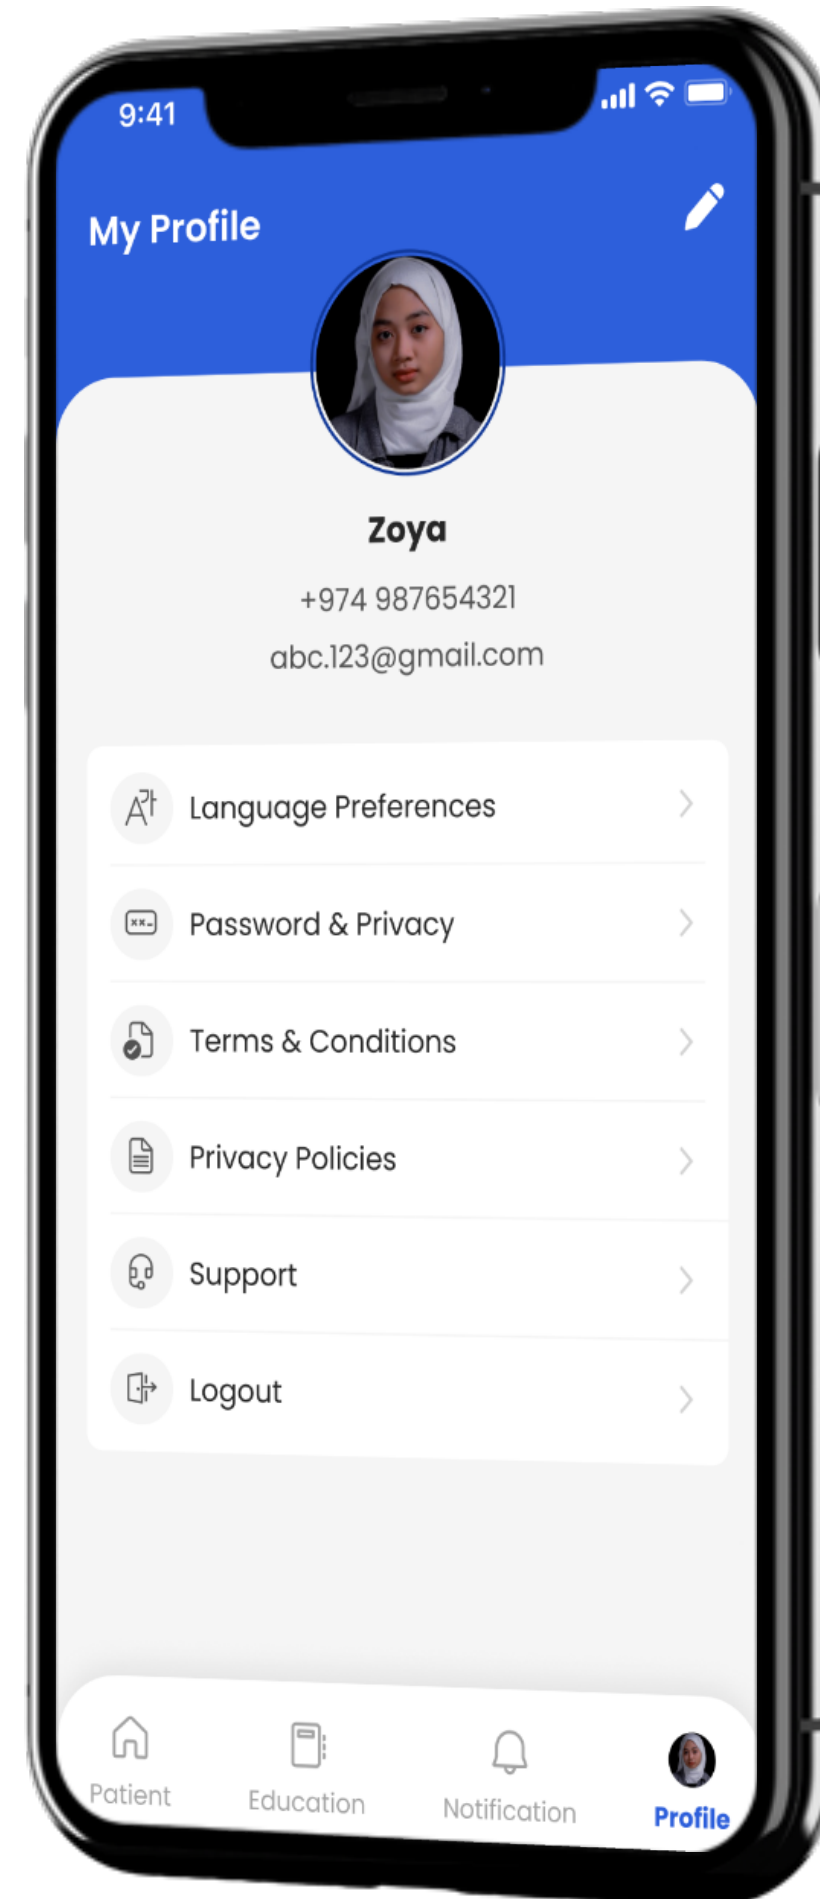 9:41
My Profile
Zoya
+974 987654321
abc.123@gmail.com
Language Preferences
Password & Privacy
Terms & Conditions
Privacy Policies
Support
Logout
Patient
Education
Notification
Profile